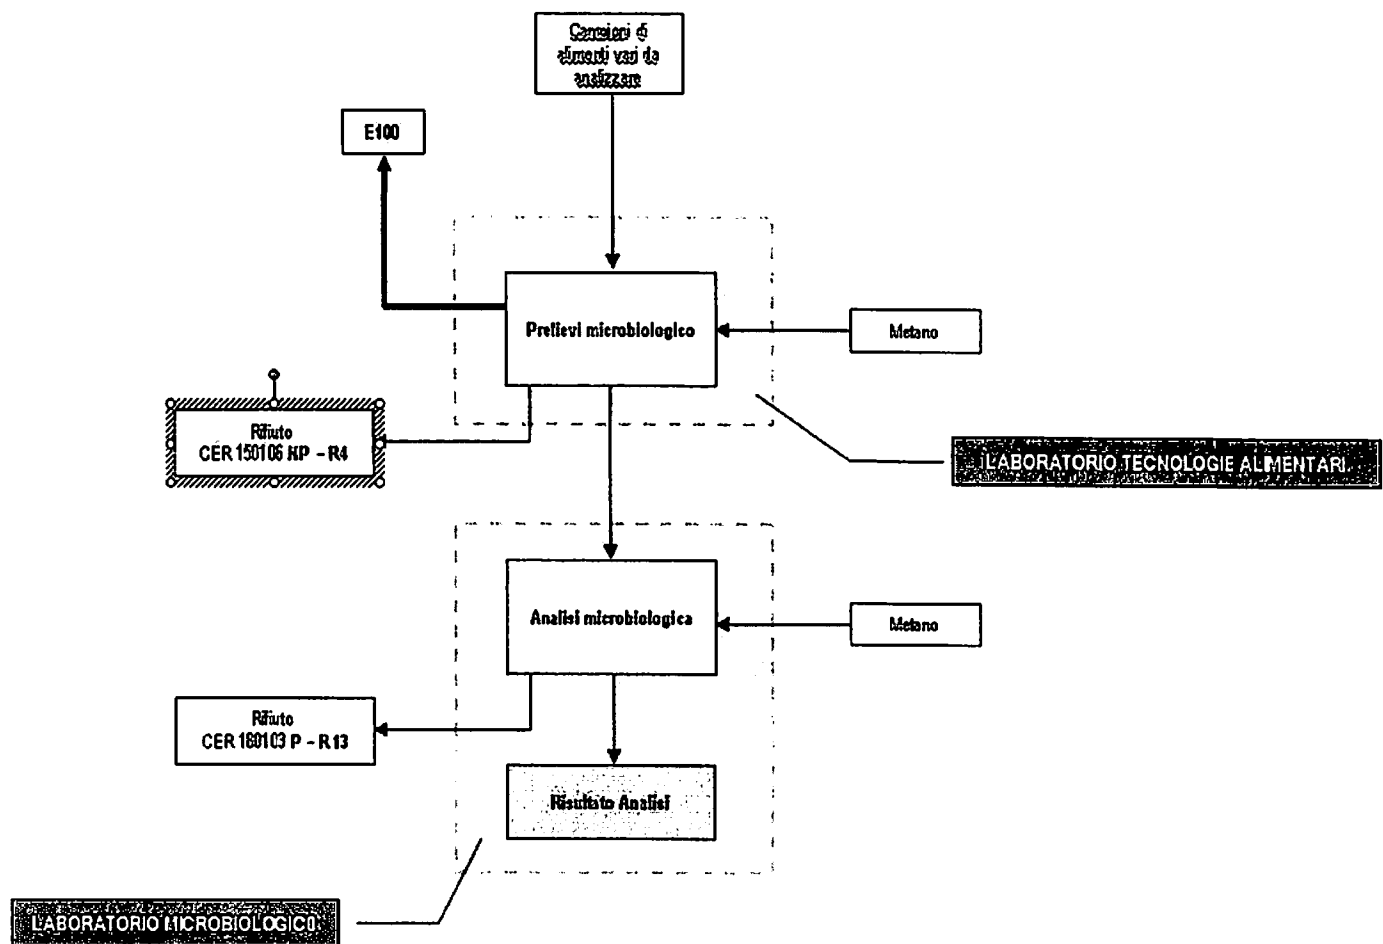 Campioni di
alimenti vari da
analizzare
E100
Prelievi microbiologico
Metano
Rifiuto
CER 150106 NP - R4
LABORATORIO TECNOLOGIE ALIMENTARI
Analisi microbiologica
Metano
Rifiuto
CER 180103 P - R13
Risultato Analisi
LABORATORIO MICROBIOLOGICO